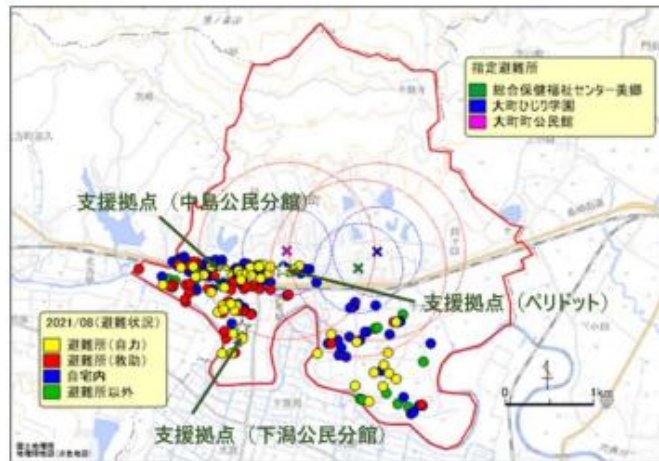 指定避難所
総合保健福祉センター美郷
大町ひじり学園
大町町公民館
支援拠点（中島公民分館）
支援拠点（ペリドット）
2021/08(避難状況)
避難所(自力)
避難所(救助)
自宅内
避難所以外
支援拠点（下潟公民分館）
0 1km